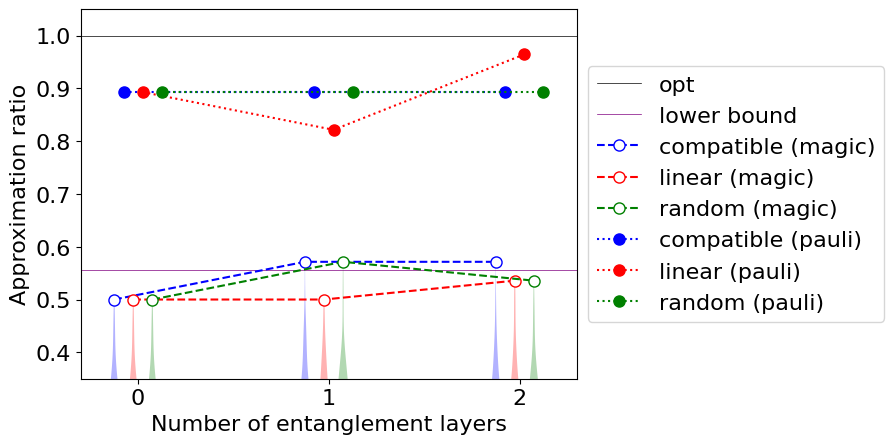 1.0
0.9
0.8
0.7
0.6
0.5
0.4
Approximation ratio
0 1 2
Number of entanglement layers
opt
lower bound
compatible (magic)
linear (magic)
random (magic)
compatible (pauli)
linear (pauli)
random (pauli)